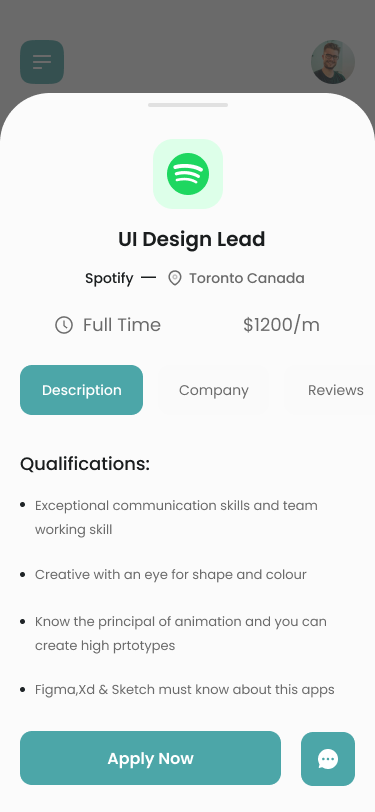 UI Design Lead
Spotify — Toronto Canada
Full Time $1200/m
Description Company Reviews
Qualifications:
• Exceptional communication skills and team
working skill
• Creative with an eye for shape and colour
• Know the principal of animation and you can
create high prtotypes
• Figma,Xd & Sketch must know about this apps
Apply Now